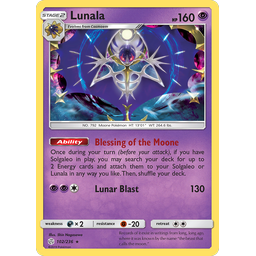 STAGE 2 Lunala HP160
Evolves from Cosmoem
NO. 792 Moone Pokémon HT: 13'01" WT: 264.6 lbs.
Ability Blessing of the Moone
Once during your turn (before your attack), if you have
Solgaleo in play, you may search your deck for up to
2 Energy cards and attach them to your Solgaleo or
Lunala in any way you like. Then, shuffle your deck.
Lunar Blast 130
weakness ×2 resistance -20 retreat
102/236